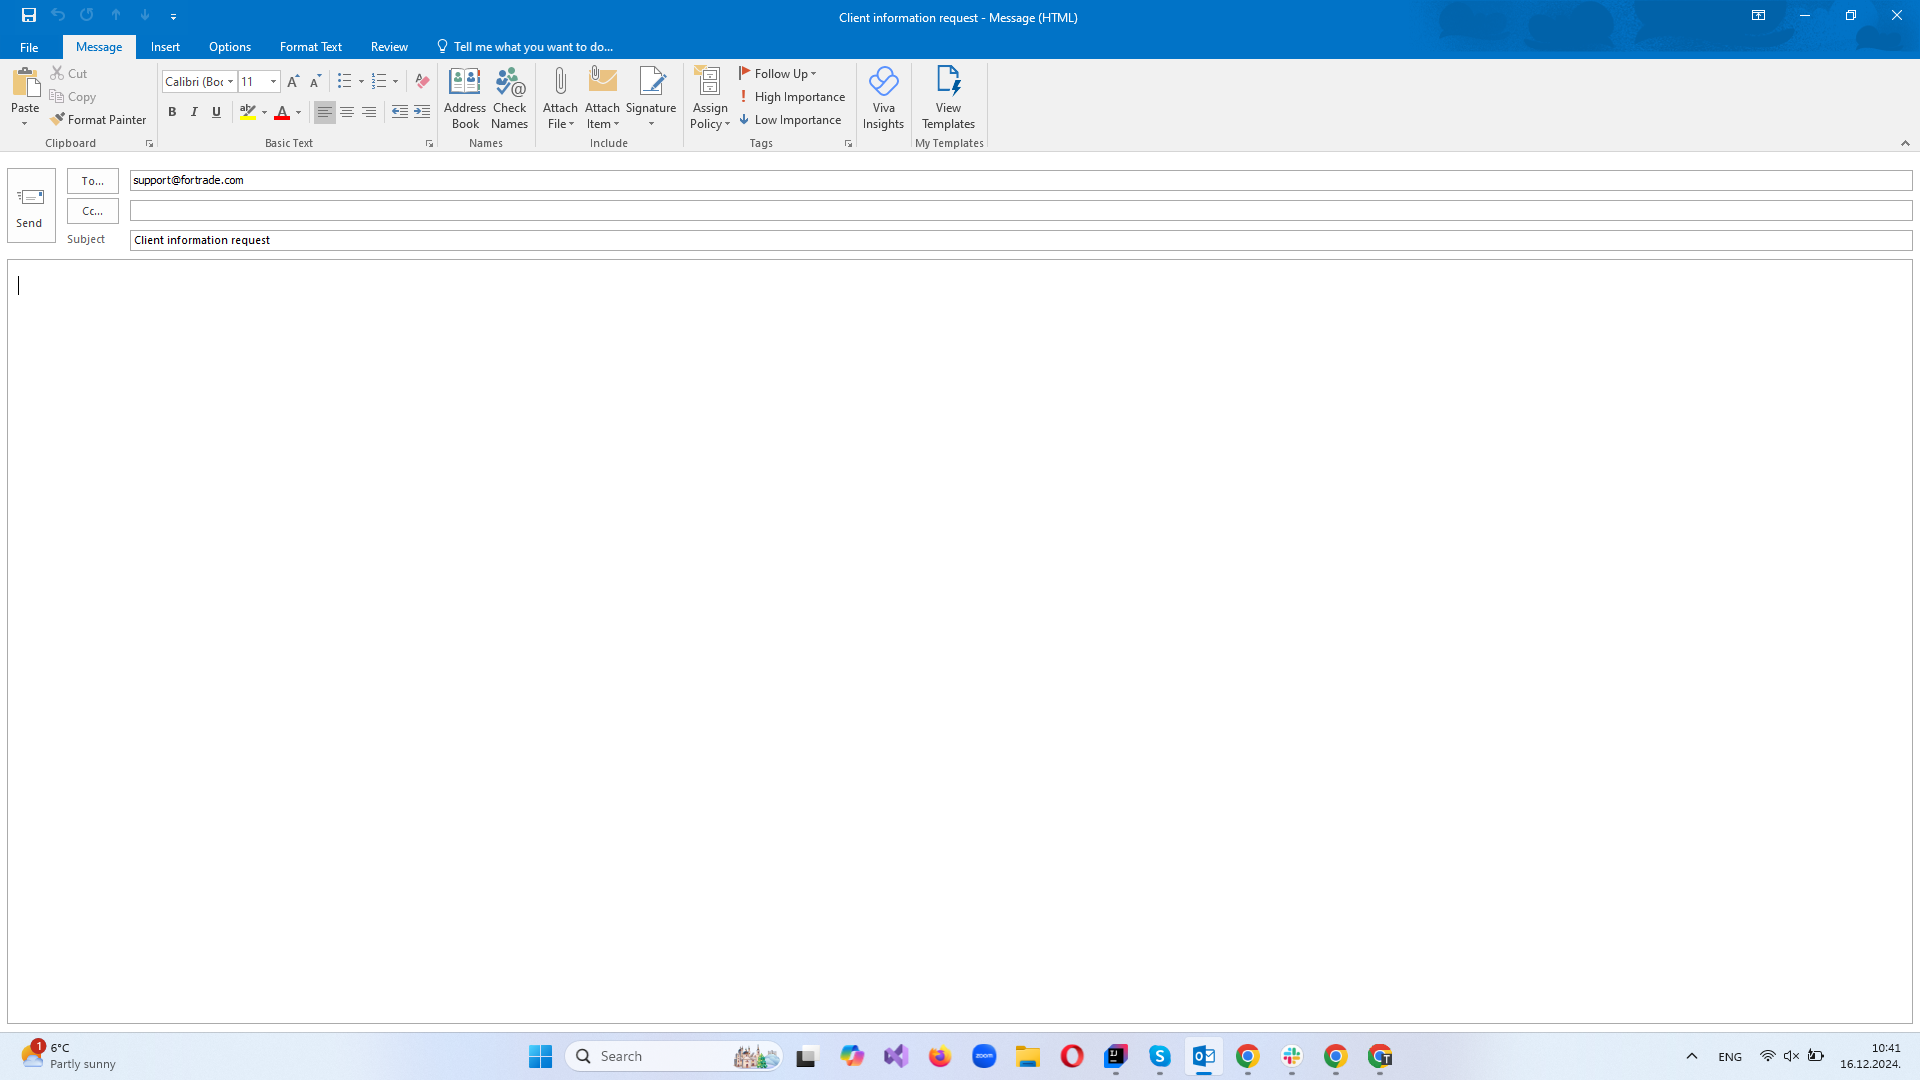 Client information request - Message (HTML)
File Message Insert Options Format Text Review Tell me what you want to do...
Paste
Cut
Copy
Format Painter
Clipboard
Calibri (Boc 11
Basic Text
Address Book
Check Names
Names
Attach File
Attach Item
Signature
Include
Assign Policy
Follow Up
High Importance
Low Importance
Tags
Viva Insights
View Templates
My Templates
Send
To... support@fortrade.com
Cc...
Subject Client information request
1
6°C
Partly sunny
Search
zoom
ENG
10:41
16.12.2024.